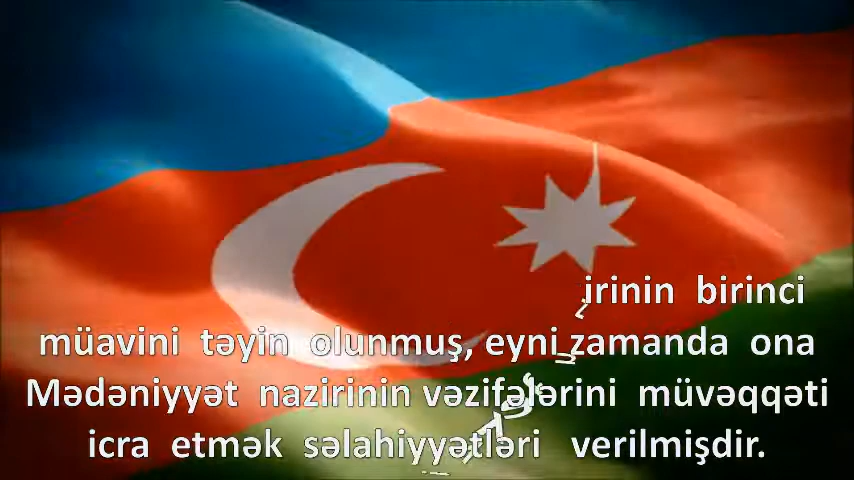 irinin birinci
müavini təyin olunmuş, eyni zamanda ona
Mədəniyyət nazirinin vəzifələrini müvəqqəti
icra etmək səlahiyyətləri verilmişdir.